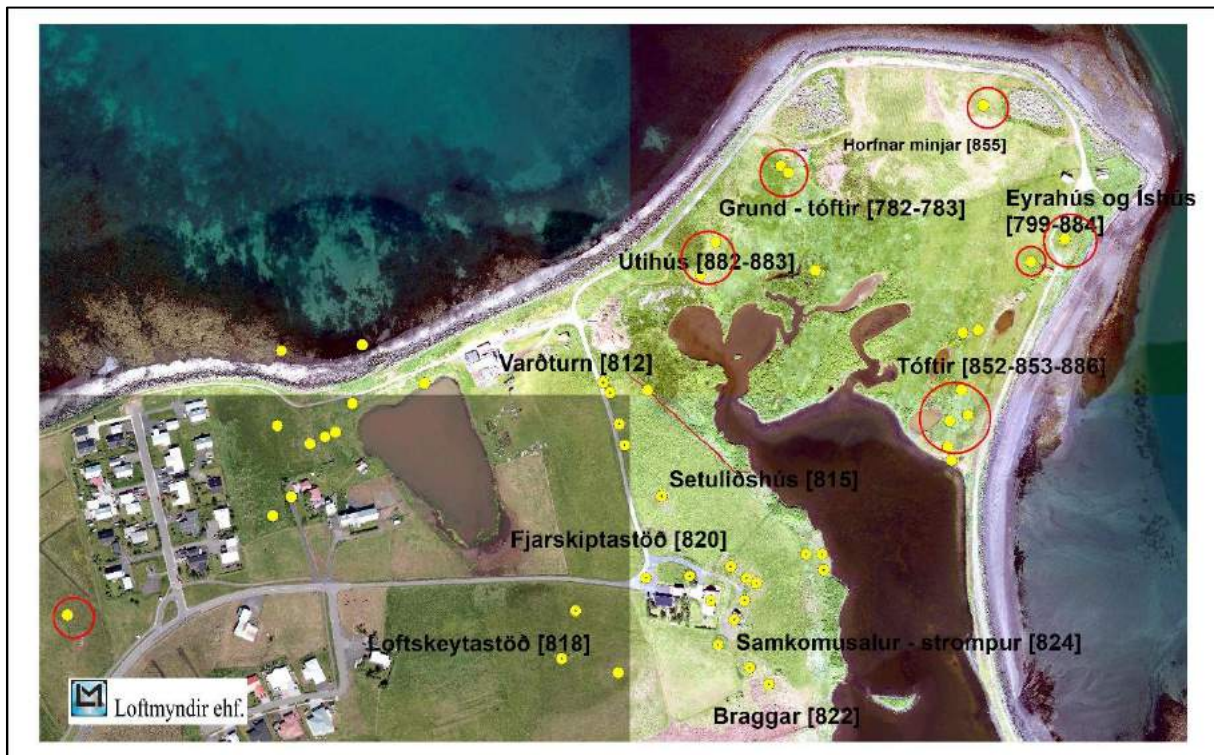 Horfnar minjar [855]
Grund - tóftir [782-783]
Eyrahús og Íshús
[799-884]
Útihús [882-883]
Varðturn [812]
Tóftir [852-853-886]
Setuliðshús [815]
Fjarskiptastöð [820]
Loftskeytastöð [818]
Samkomusalur - strompur [824]
LM Loftmyndir ehf.
Braggar [822]